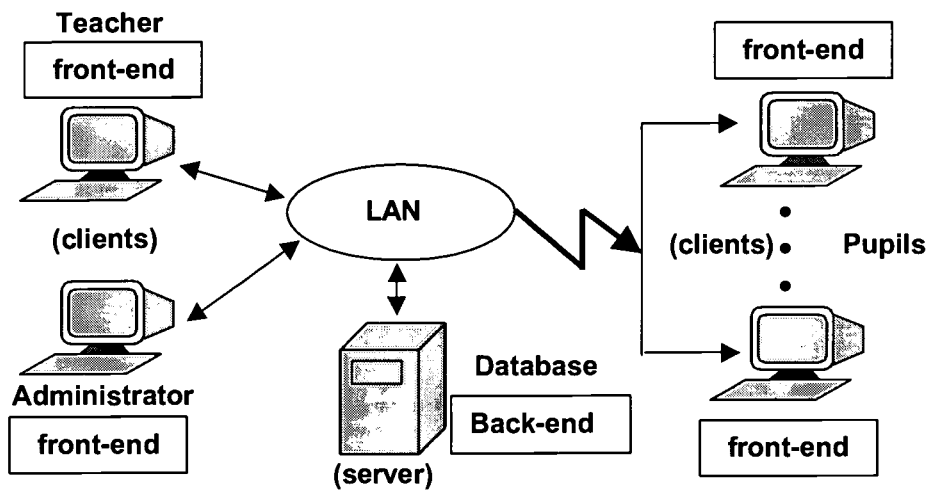 Teacher
front-end
(clients)
Administrator
front-end
LAN
Database
Back-end
(server)
front-end
(clients)
Pupils
front-end